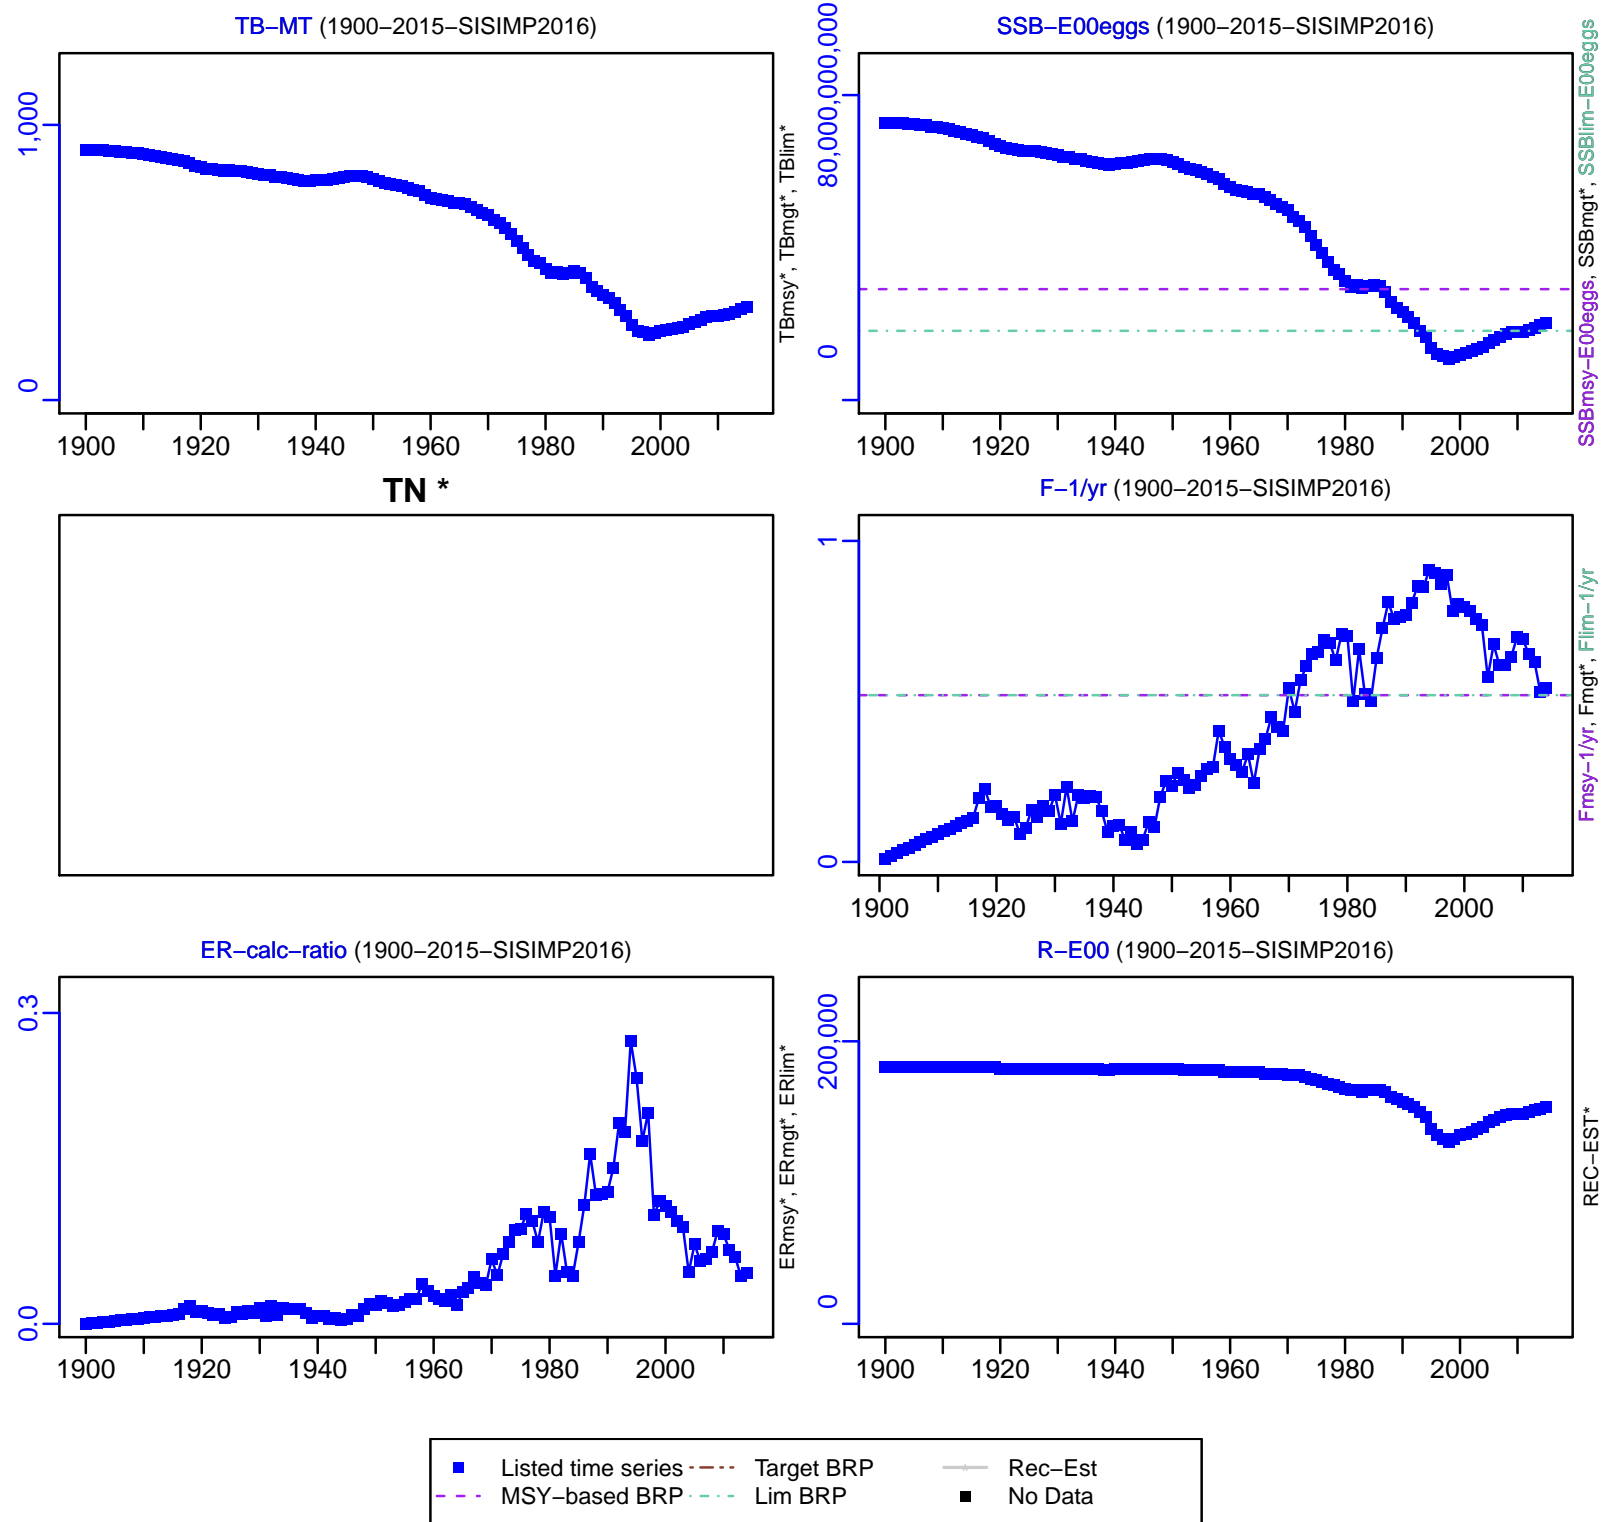 TB−MT (1900−2015−SISIMP2016)
1,000
0
1900 1920 1940 1960 1980 2000
TBmsy*, TBmgt*, TBlim*
SSB−E00eggs (1900−2015−SISIMP2016)
80,000,000
0
1900 1920 1940 1960 1980 2000
SSBmsy−E00eggs, SSBmgt*, SSBlim−E00eggs
TN *
F−1/yr (1900−2015−SISIMP2016)
1
0
1900 1920 1940 1960 1980 2000
Fmsy−1/yr, Fmgt*, Flim−1/yr
ER−calc−ratio (1900−2015−SISIMP2016)
0.3
0.0
1900 1920 1940 1960 1980 2000
ERmsy*, ERmgt*, ERlim*
R−E00 (1900−2015−SISIMP2016)
200,000
0
1900 1920 1940 1960 1980 2000
REC−EST*
Listed time series Target BRP Rec−Est
MSY−based BRP Lim BRP No Data